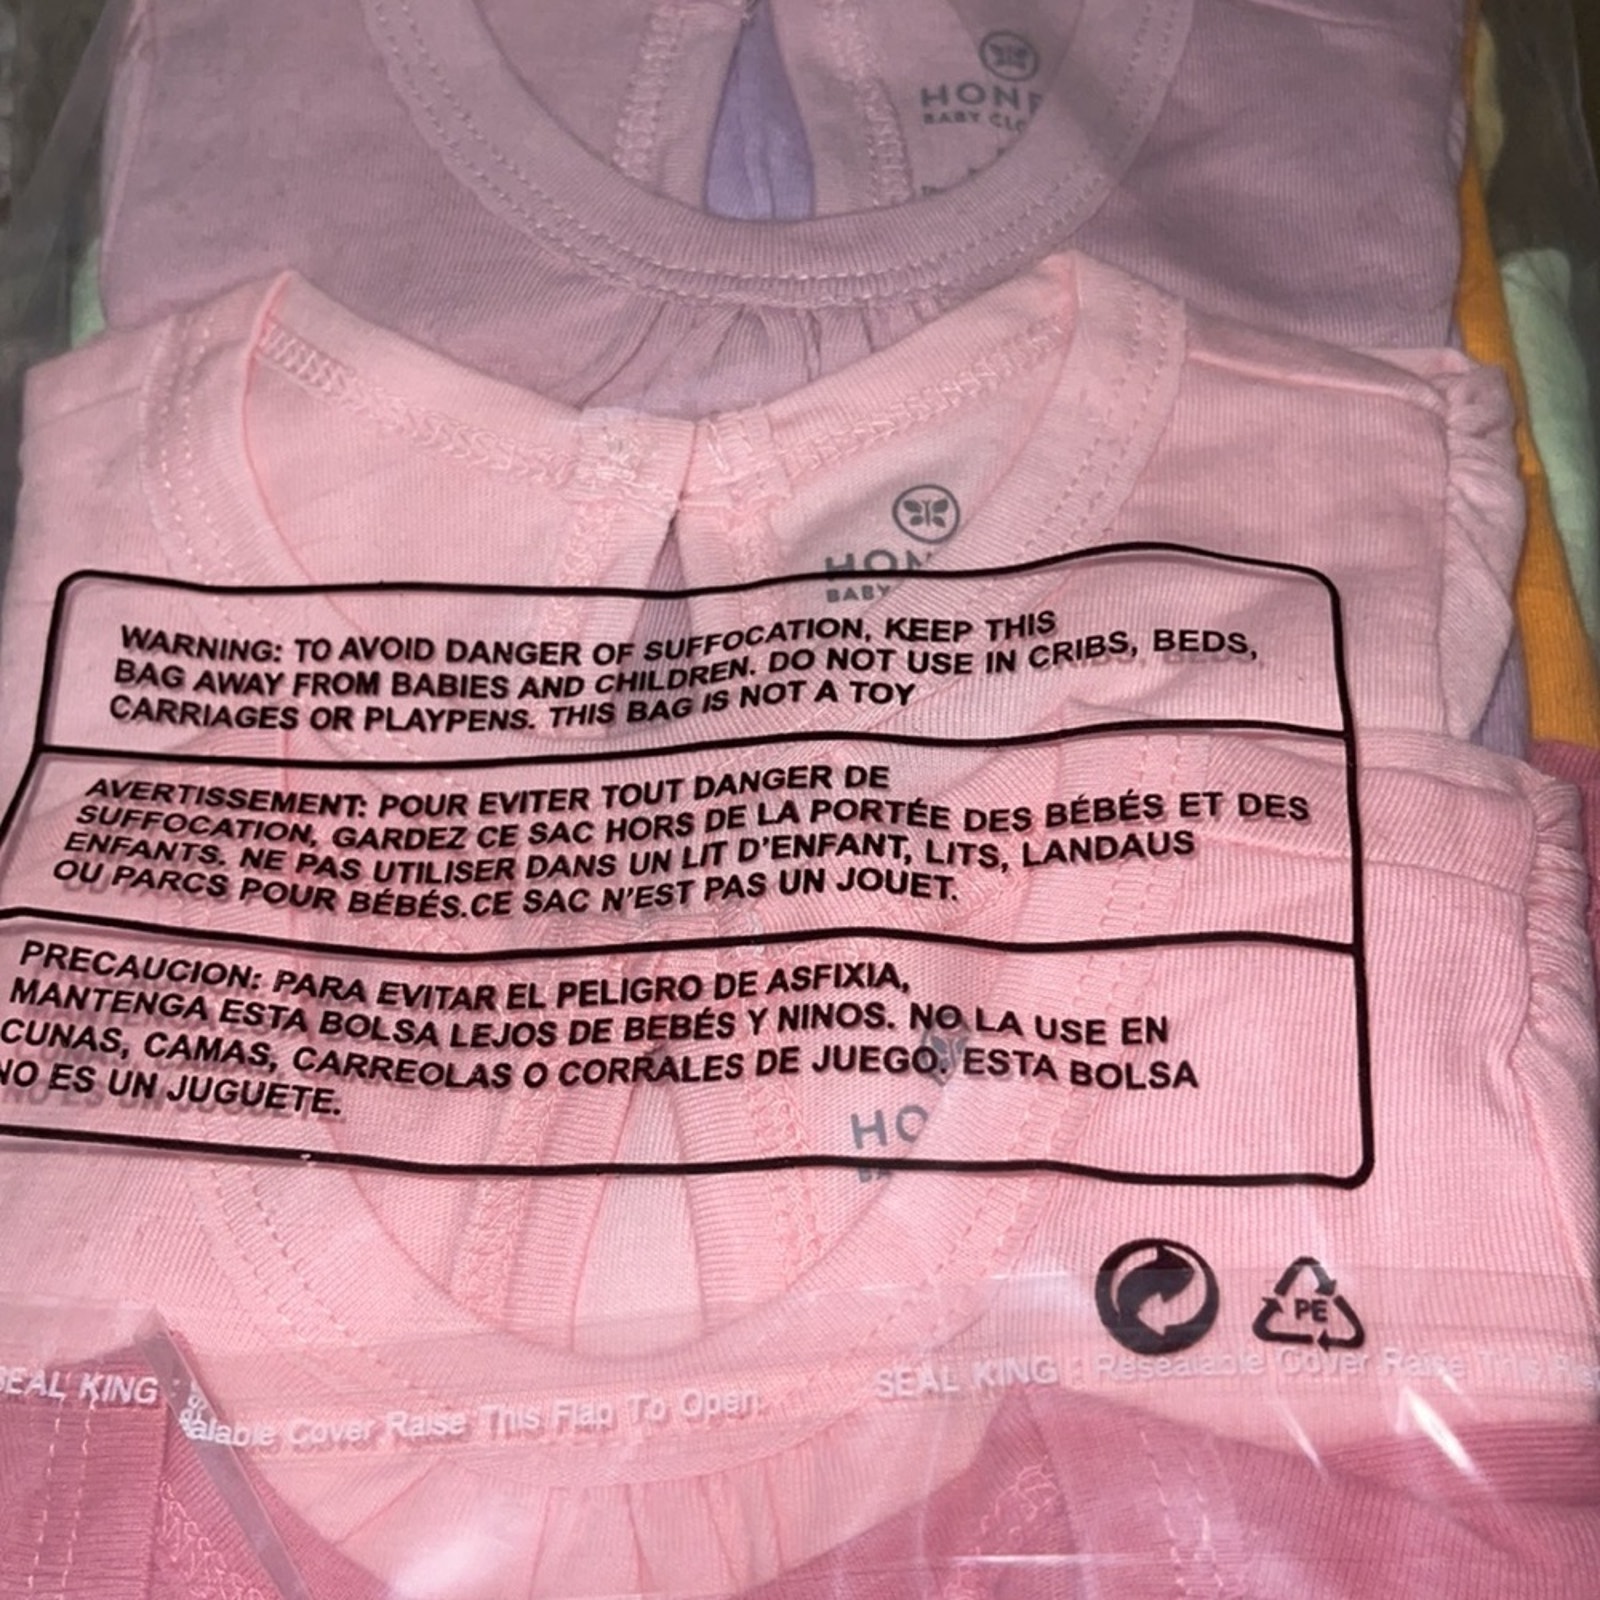 HON
BABY CLO
HON
BABY
WARNING: TO AVOID DANGER OF SUFFOCATION, KEEP THIS
BAG AWAY FROM BABIES AND CHILDREN. DO NOT USE IN CRIBS, BEDS,
CARRIAGES OR PLAYPENS. THIS BAG IS NOT A TOY
AVERTISSEMENT: POUR EVITER TOUT DANGER DE
SUFFOCATION, GARDEZ CE SAC HORS DE LA PORTÉE DES BÉBÉS ET DES
ENFANTS. NE PAS UTILISER DANS UN LIT D'ENFANT, LITS, LANDAUS
OU PARCS POUR BÉBÉS.CE SAC N'EST PAS UN JOUET.
PRECAUCION: PARA EVITAR EL PELIGRO DE ASFIXIA,
MANTENGA ESTA BOLSA LEJOS DE BEBÉS Y NINOS. NO LA USE EN
CUNAS, CAMAS, CARREOLAS O CORRALES DE JUEGO. ESTA BOLSA
NO ES UN JUGUETE.
HO
PE
SEAL KING : Resealable Cover Raise This Flap
SEAL KING : alable Cover Raise This Flap To Open